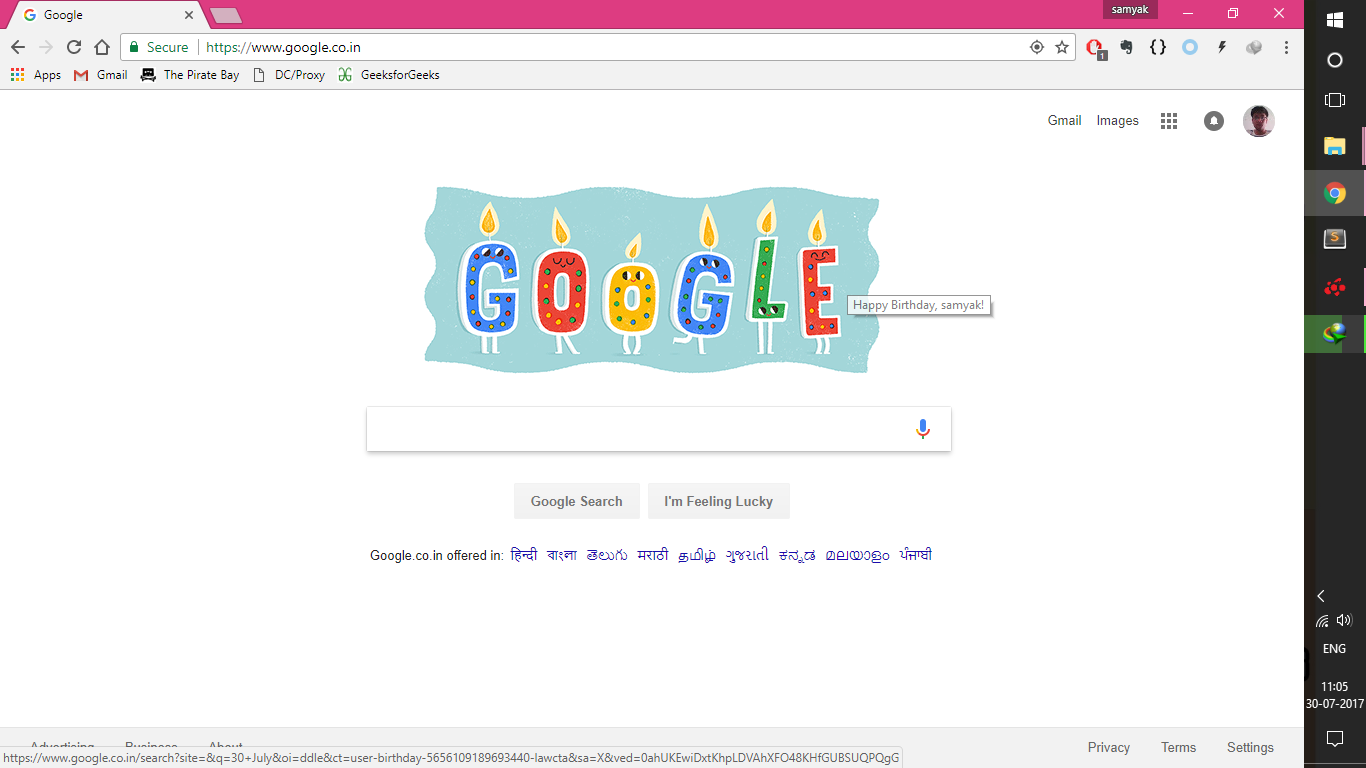 Google
samyak
Secure
https://www.google.co.in
1
Apps
Gmail
The Pirate Bay
DC/Proxy
GeeksforGeeks
Gmail
Images
GOOGLE
Happy Birthday, samyak!
Google Search
I'm Feeling Lucky
Google.co.in offered in: हिन्दी বাংলা తెలుగు मराठी தமிழ் ગુજરાતી ಕನ್ನಡ മലയാളം ਪੰਜਾਬੀ
ENG
11:05
30-07-2017
Advertising
Business
About
Privacy
Terms
Settings
https://www.google.co.in/search?site=&q=30+July&oi=ddle&ct=user-birthday-5656109189693440-lawcta&sa=X&ved=0ahUKEwiDxtKhpLDVAhXFO48KHfGUBSUQPQgG